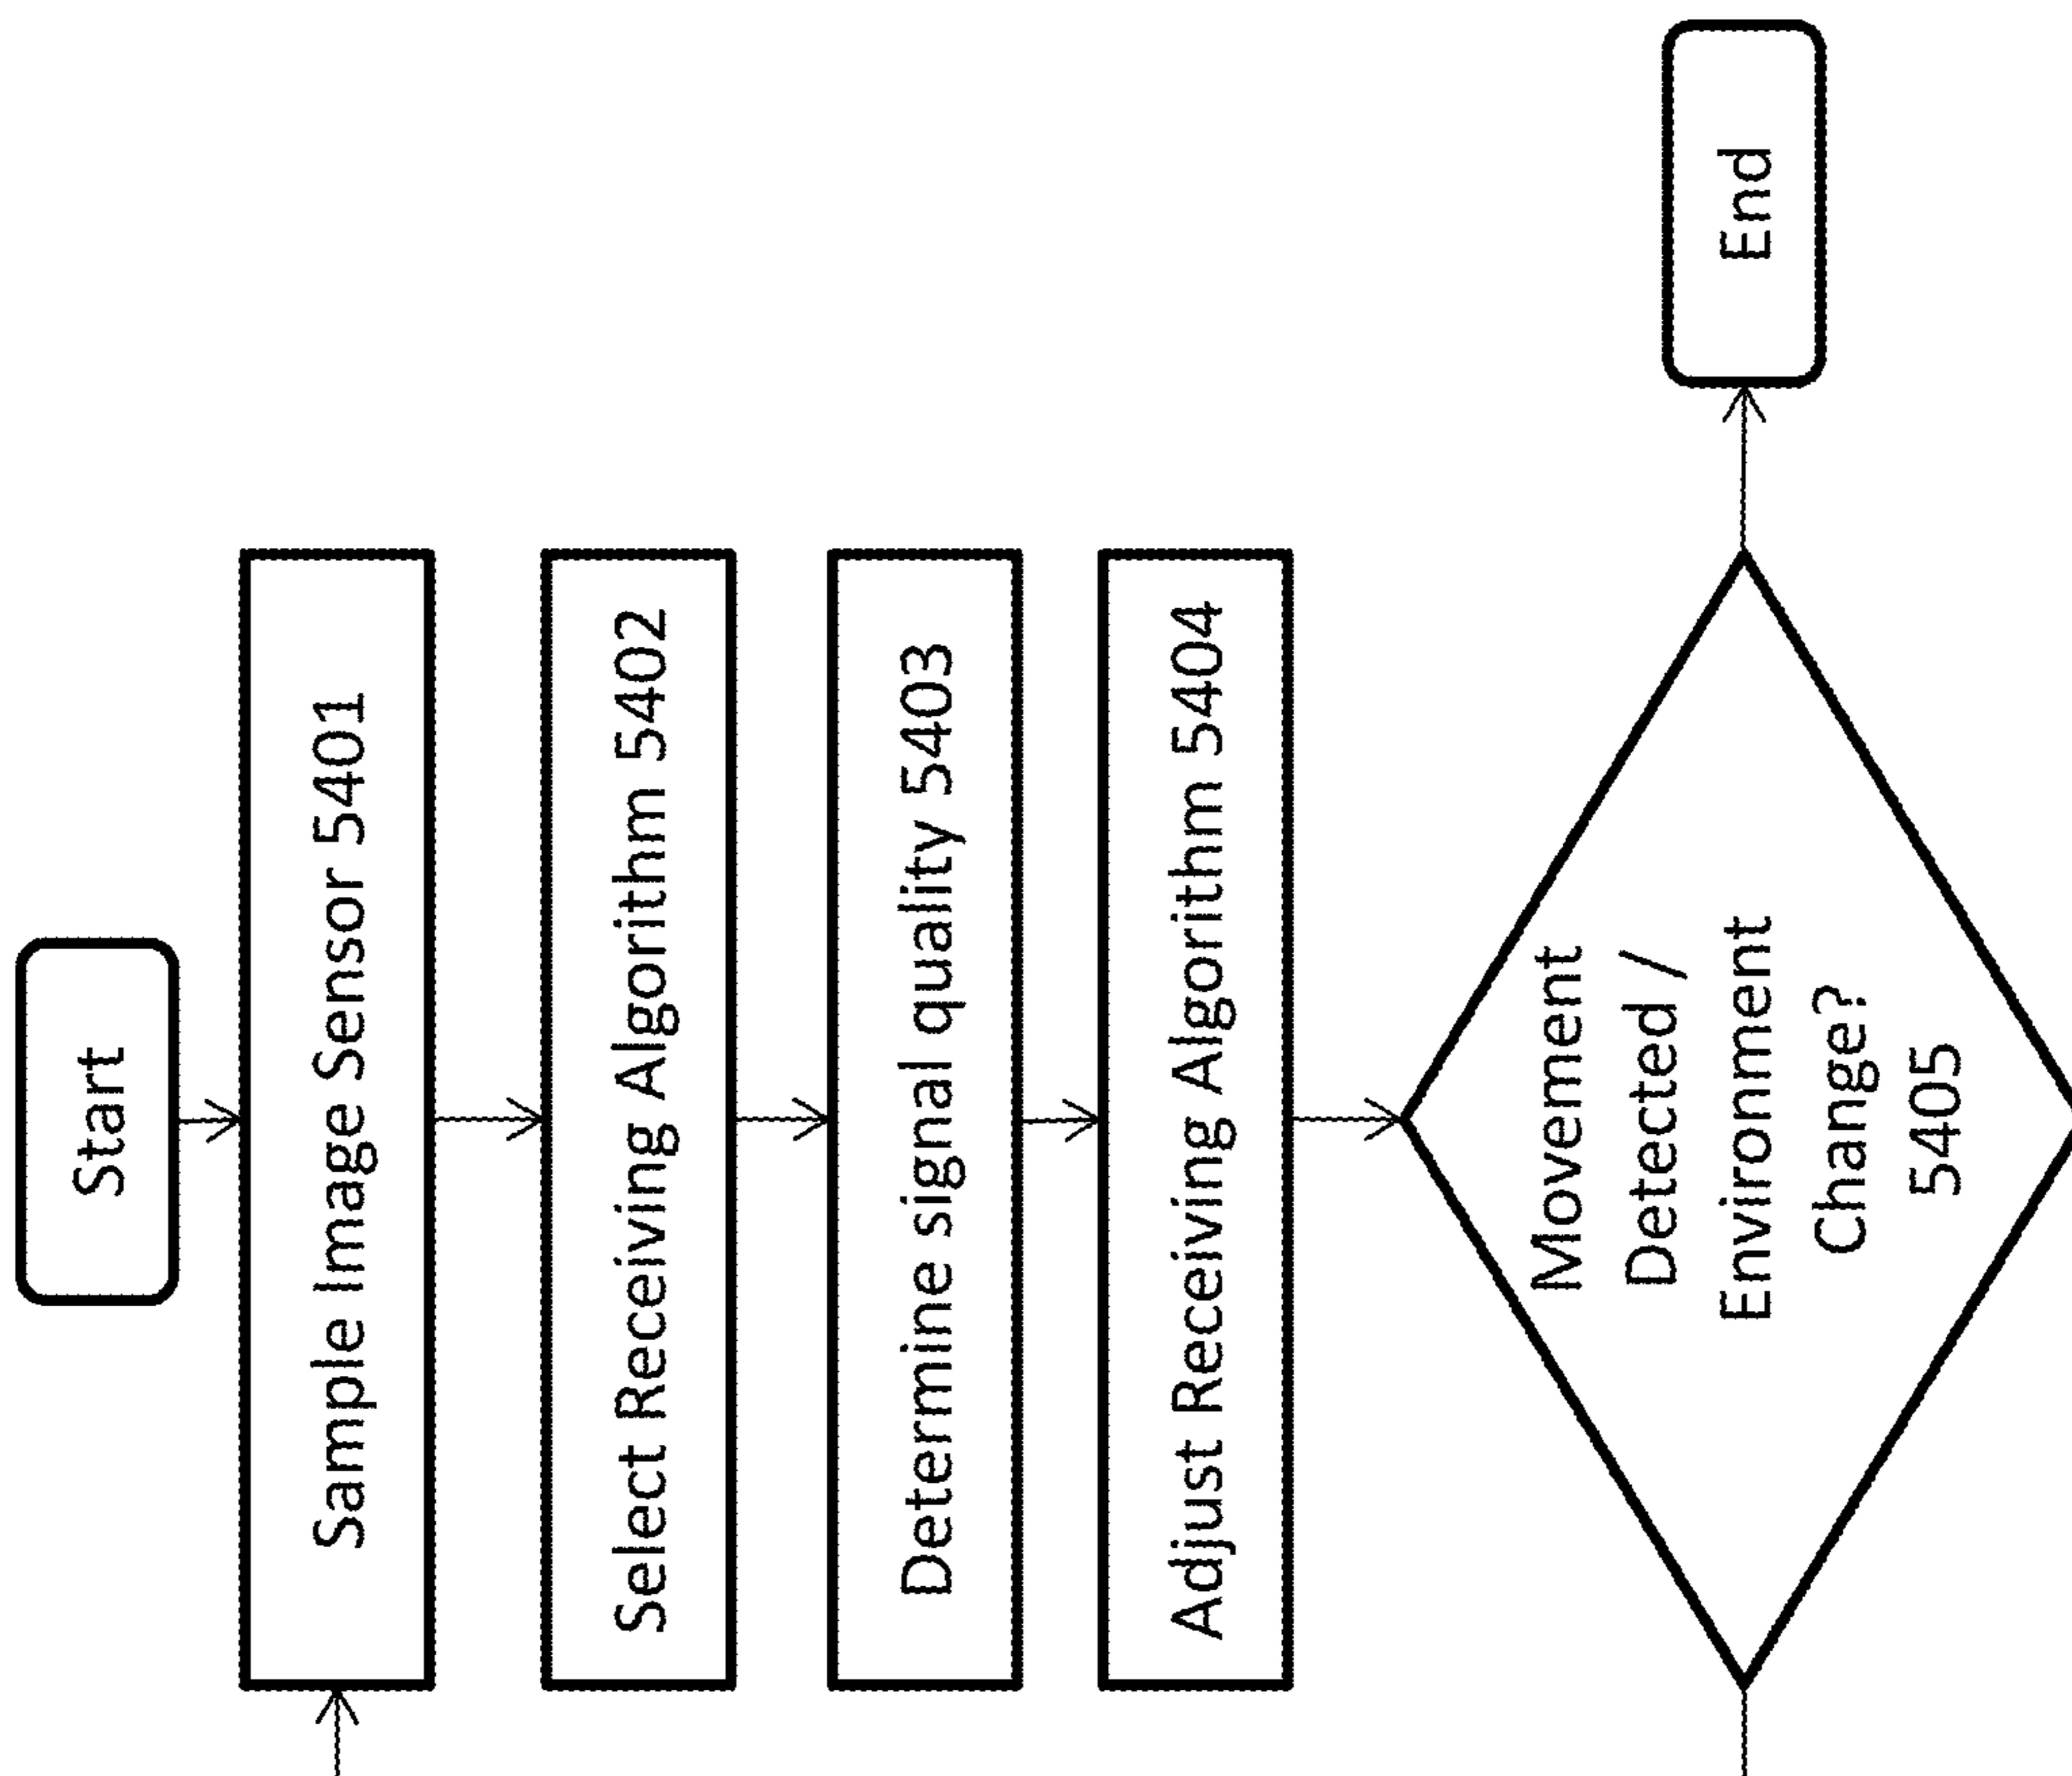 Start
Sample Image Sensor 5401
Select Receiving Algorithm 5402
Determine signal quality 5403
Adjust Receiving Algorithm 5404
Movement
Detected /
Environment
Change?
5405
End